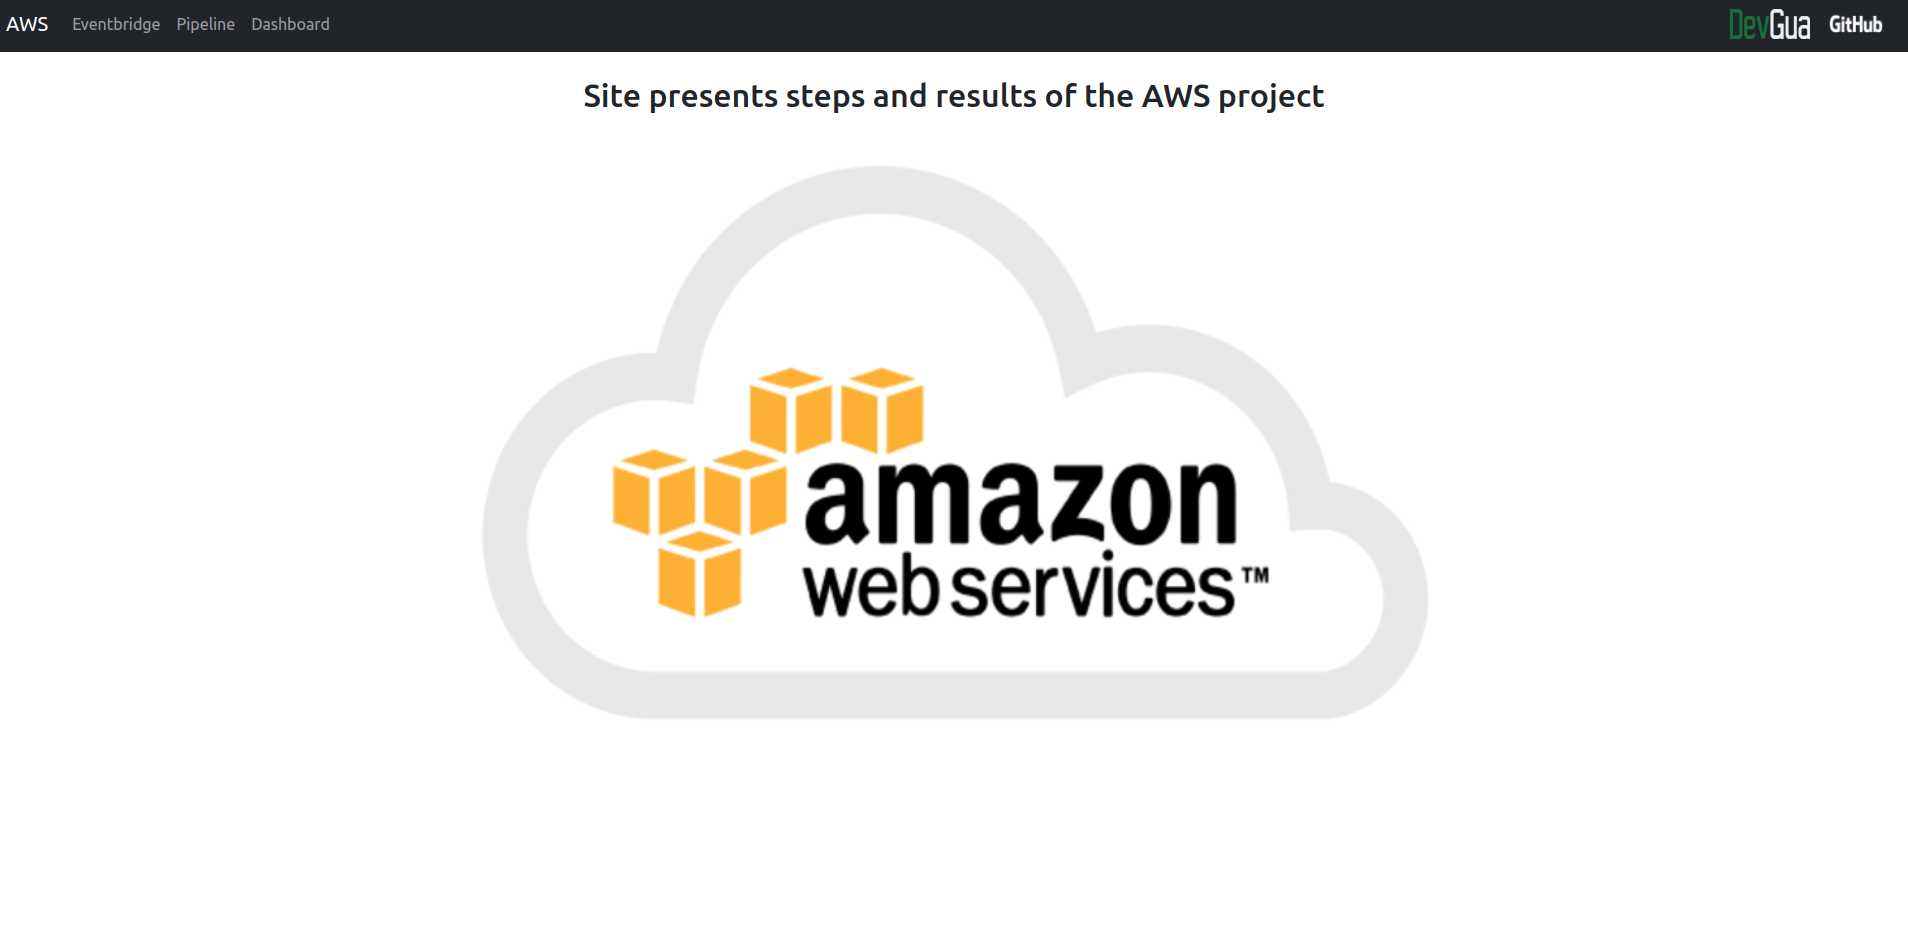 AWS Eventbridge Pipeline Dashboard DevGua GitHub
Site presents steps and results of the AWS project
amazon
web services™